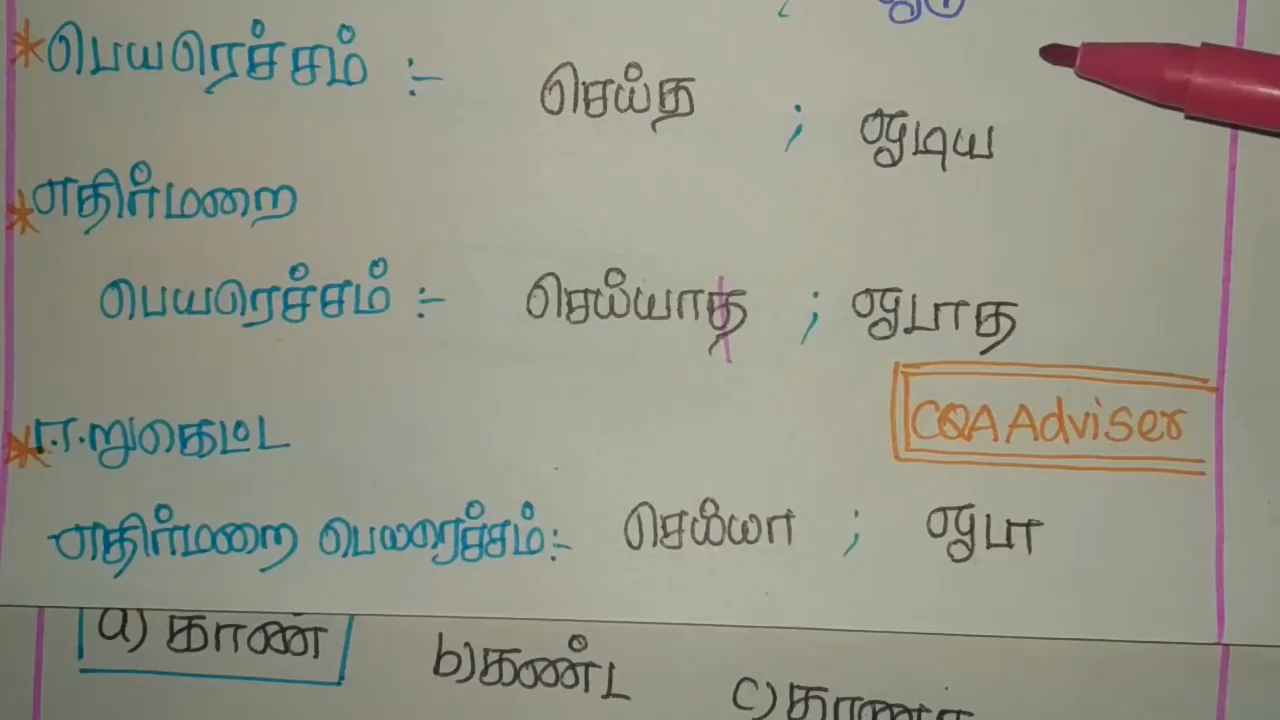 *பெயரெச்சம் :- செய்த ; ஓடிய
*எதிர்மறை
பெயரெச்சம் :- செய்யாத ; ஓடாத
CQA Adviser
*ஈறுகெட்ட
எதிர்மறை பெயரெச்சம்:- செய்யா ; ஓடா
a) காண் b)கண்ட c)காணா